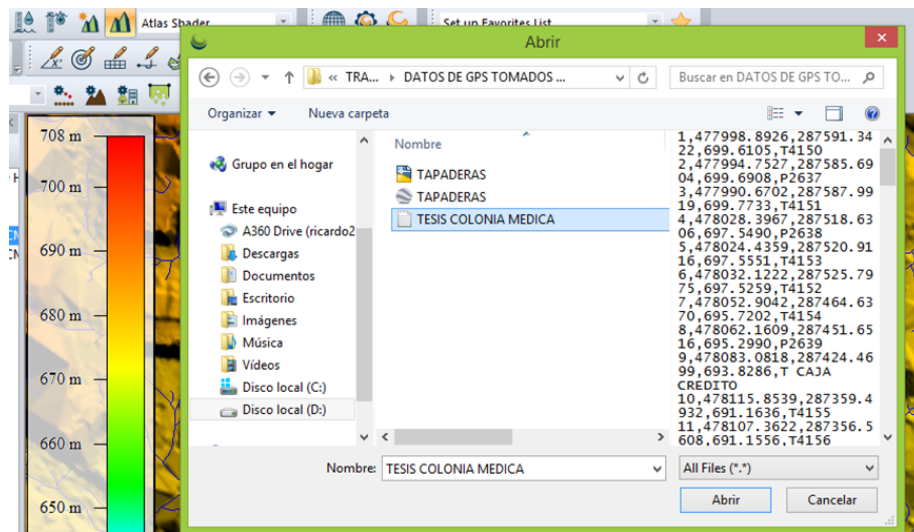 Atlas Shader
Set up Favorites List
Abrir
« TRA... ▸ DATOS DE GPS TOMADOS ...
Buscar en DATOS DE GPS TO...
Organizar
Nueva carpeta
708 m
700 m
690 m
680 m
670 m
660 m
650 m
Grupo en el hogar
Este equipo
A360 Drive (ricardo2
Descargas
Documentos
Escritorio
Imágenes
Música
Vídeos
Disco local (C:)
Disco local (D:)
Nombre
TAPADERAS
TAPADERAS
TESIS COLONIA MEDICA
1,477998.8926,287591.34
22,699.6105,T4150
2,477994.7527,287585.69
04,699.6908,P2637
3,477990.6702,287587.99
19,699.7733,T4151
4,478028.3967,287518.63
06,697.5490,P2638
5,478024.4359,287520.91
16,697.5551,T4153
6,478032.1222,287525.79
75,697.5259,T4152
7,478052.9042,287464.63
70,695.7202,T4154
8,478062.1609,287451.65
16,695.2990,P2639
9,478083.0818,287424.46
99,693.8286,T CAJA
CREDITO
10,478115.8539,287359.4
932,691.1636,T4155
11,478107.3622,287356.5
608,691.1556,T4156
Nombre:
TESIS COLONIA MEDICA
All Files (*.*)
Abrir
Cancelar